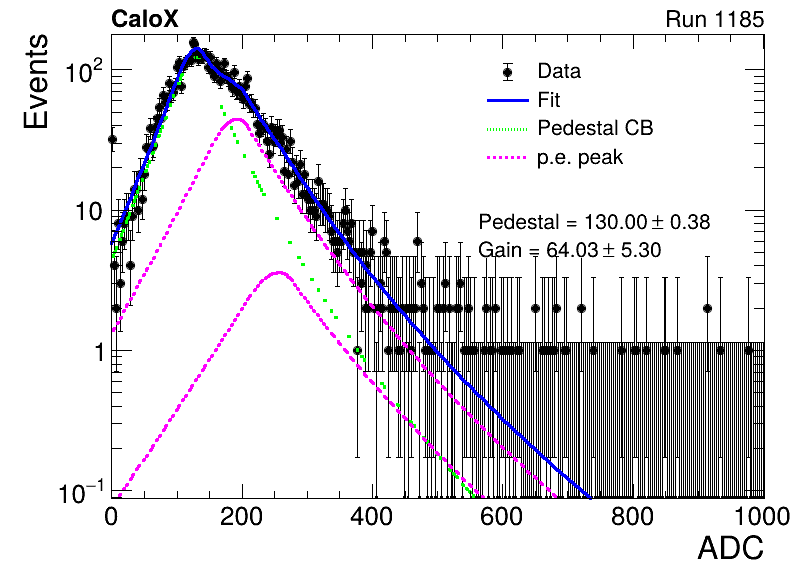 CaloX Run 1185
Events
10²
10
1
10⁻¹
Data
Fit
Pedestal CB
p.e. peak
Pedestal = 130.00 ± 0.38
Gain = 64.03 ± 5.30
0 200 400 600 800 1000
ADC